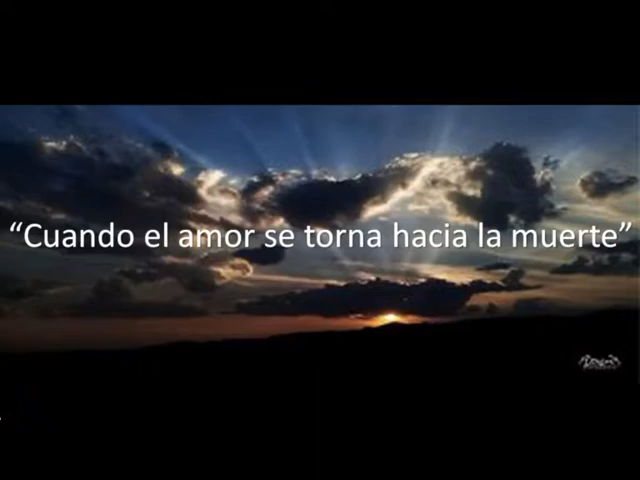 “Cuando el amor se torna hacia la muerte”